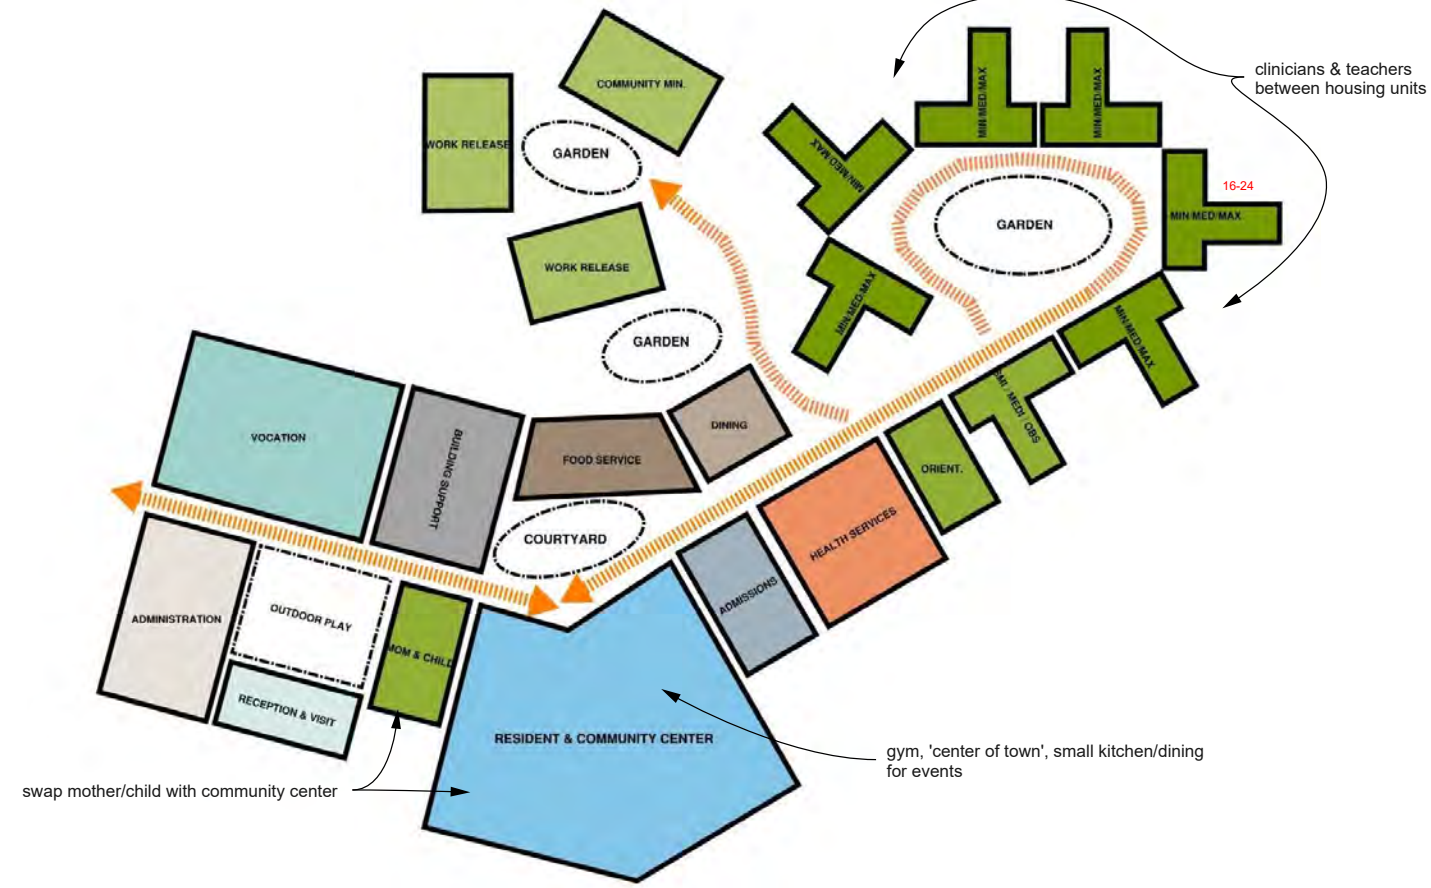 clinicians & teachers
between housing units
COMMUNITY MIN.
WORK RELEASE
GARDEN
MIN/MED/MAX
MIN/MED/MAX
MIN/MED/MAX
MIN/MED/MAX
16-24
MIN/MED/MAX
GARDEN
WORK RELEASE
MIN/MED/MAX
MIN/MED/MAX
GARDEN
SMI / MEDI / OBS
VOCATION
BUILDING SUPPORT
FOOD SERVICE
DINING
ORIENT.
COURTYARD
HEALTH SERVICES
ADMISSIONS
ADMINISTRATION
OUTDOOR PLAY
MOM & CHILD
RECEPTION & VISIT
RESIDENT & COMMUNITY CENTER
gym, 'center of town', small kitchen/dining
for events
swap mother/child with community center